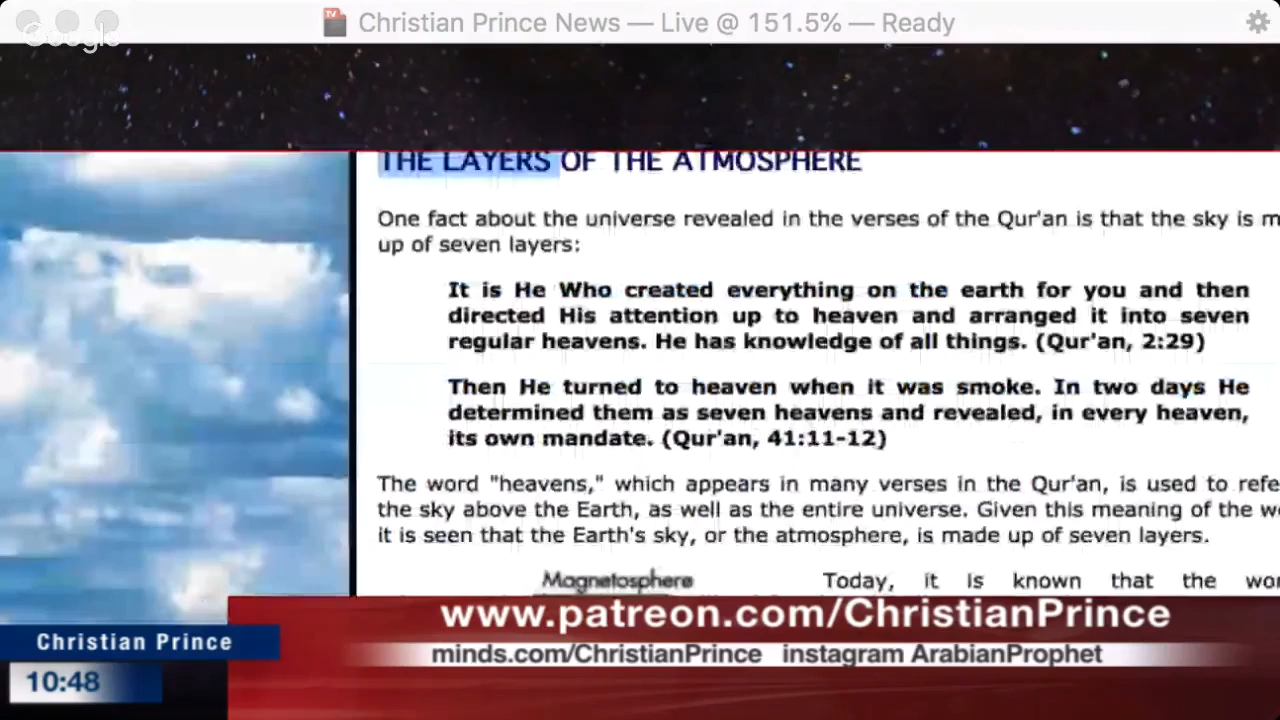 Christian Prince News — Live @ 151.5% — Ready
Google
THE LAYERS OF THE ATMOSPHERE
One fact about the universe revealed in the verses of the Qur'an is that the sky is m
up of seven layers:
It is He Who created everything on the earth for you and then
directed His attention up to heaven and arranged it into seven
regular heavens. He has knowledge of all things. (Qur'an, 2:29)
Then He turned to heaven when it was smoke. In two days He
determined them as seven heavens and revealed, in every heaven,
its own mandate. (Qur'an, 41:11-12)
The word "heavens," which appears in many verses in the Qur'an, is used to refe
the sky above the Earth, as well as the entire universe. Given this meaning of the w
it is seen that the Earth's sky, or the atmosphere, is made up of seven layers.
Magnetosphere
Today, it is known that the wor
www.patreon.com/ChristianPrince
minds.com/ChristianPrince instagram ArabianProphet
Christian Prince
10:48